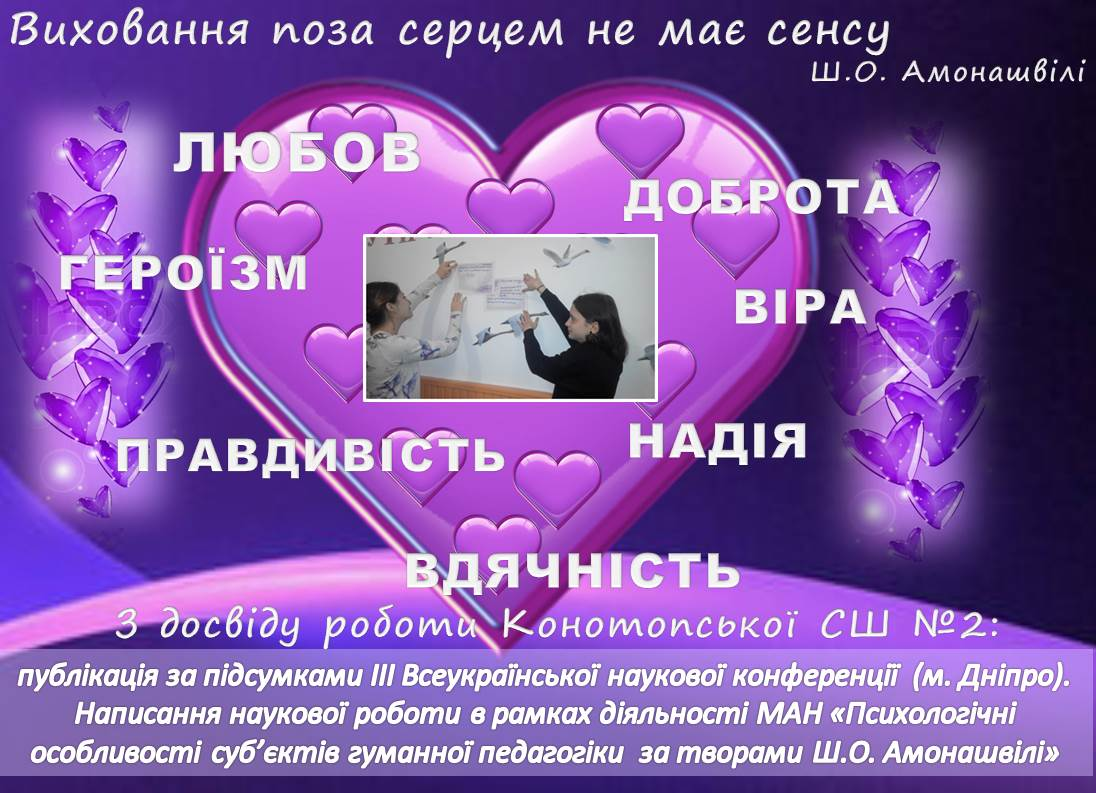 Виховання поза серцем не має сенсу
Ш.О. Амонашвілі
ЛЮБОВ
ДОБРОТА
ГЕРОЇЗМ
ВІРА
ПРАВДИВІСТЬ
НАДІЯ
ВДЯЧНІСТЬ
З досвіду роботи Конотопської СШ №2:
публікація за підсумками ІІІ Всеукраїнської наукової конференції (м. Дніпро).
Написання наукової роботи в рамках діяльності МАН «Психологічні
особливості суб’єктів гуманної педагогіки за творами Ш.О. Амонашвілі»